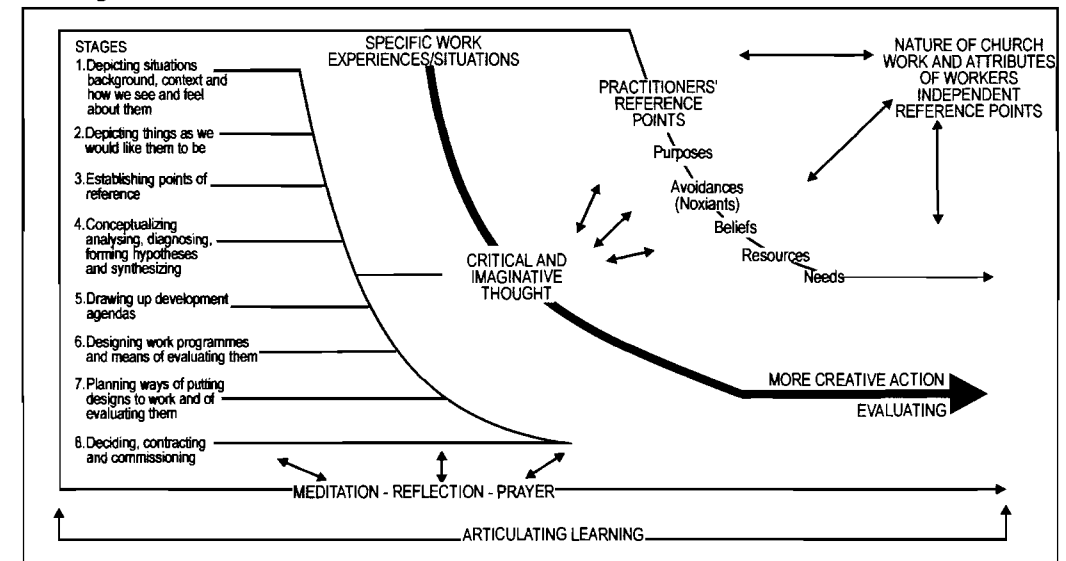 STAGES
1.Depicting situations
background, context and
how we see and feel
about them
2.Depicting things as we
would like them to be
3.Establishing points of
reference
4.Conceptualizing
analysing, diagnosing,
forming hypotheses
and synthesizing
5.Drawing up development
agendas
6.Designing work programmes
and means of evaluating them
7.Planning ways of putting
designs to work and of
evaluating them
8.Deciding, contracting
and commissioning
SPECIFIC WORK
EXPERIENCES/SITUATIONS
CRITICAL AND
IMAGINATIVE
THOUGHT
PRACTITIONERS'
REFERENCE
POINTS
Purposes
Avoidances
(Noxiants)
Beliefs
Resources
Needs
NATURE OF CHURCH
WORK AND ATTRIBUTES
OF WORKERS
INDEPENDENT
REFERENCE POINTS
MORE CREATIVE ACTION
EVALUATING
MEDITATION - REFLECTION - PRAYER
ARTICULATING LEARNING